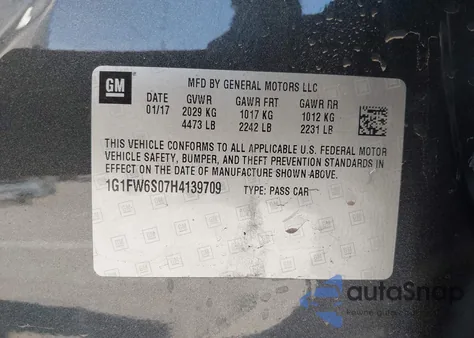 GM
MFD BY GENERAL MOTORS LLC
DATE GVWR GAWR FRT GAWR RR
01/17 2029 KG 1017 KG 1012 KG
4473 LB 2242 LB 2231 LB
THIS VEHICLE CONFORMS TO ALL APPLICABLE U.S. FEDERAL MOTOR
VEHICLE SAFETY, BUMPER, AND THEFT PREVENTION STANDARDS IN
EFFECT ON THE DATE OF MANUFACTURE SHOWN ABOVE.
1G1FW6S07H4139709 TYPE: PASS CAR
autoSnap